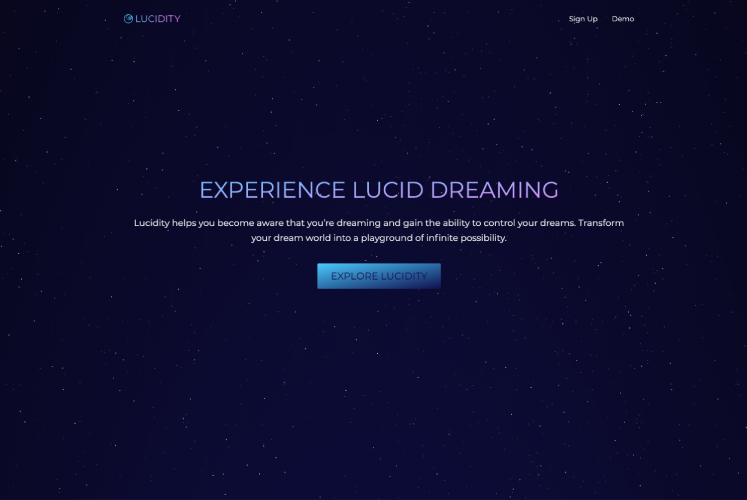 LUCIDITY
Sign Up
Demo
EXPERIENCE LUCID DREAMING
Lucidity helps you become aware that you're dreaming and gain the ability to control your dreams. Transform
your dream world into a playground of infinite possibility.
EXPLORE LUCIDITY